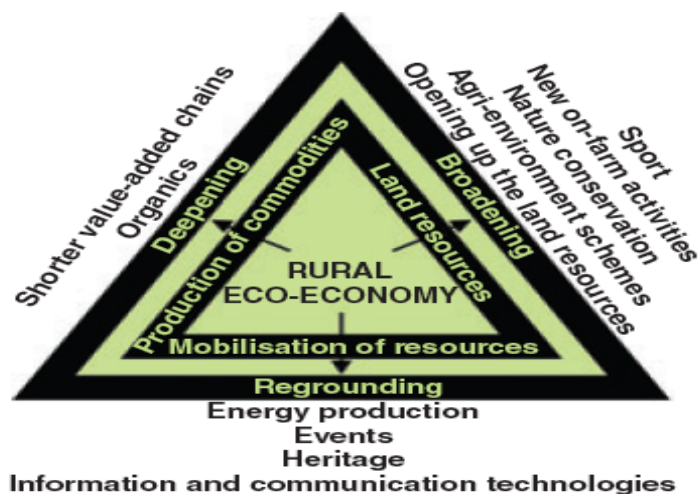 Shorter value-added chains
Organics
Deepening
Production of commodities
Sport
New on-farm activities
Nature conservation
Agri-environment schemes
Opening up the land resources
Broadening
Land resources
RURAL
ECO-ECONOMY
Mobilisation of resources
Regrounding
Energy production
Events
Heritage
Information and communication technologies